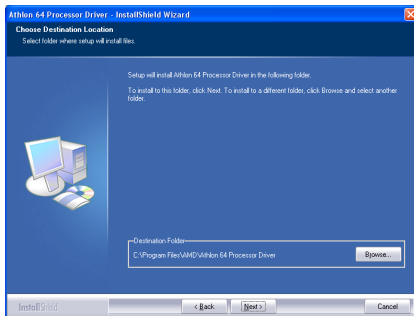 Athlon 64 Processor Driver - InstallShield Wizard
Choose Destination Location
Select folder where setup will install files.
Setup will install Athlon 64 Processor Driver in the following folder.
To install to this folder, click Next. To install to a different folder, click Browse and select another
folder.
Destination Folder
C:\Program Files\AMD\Athlon 64 Processor Driver
Browse...
InstallShield
< Back
Next >
Cancel